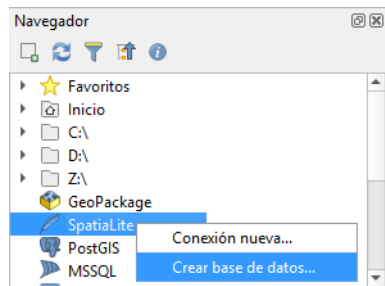 Navegador
Favoritos
Inicio
C:\
D:\
Z:\
GeoPackage
SpatiaLite
Conexión nueva...
PostGIS
MSSQL
Crear base de datos...